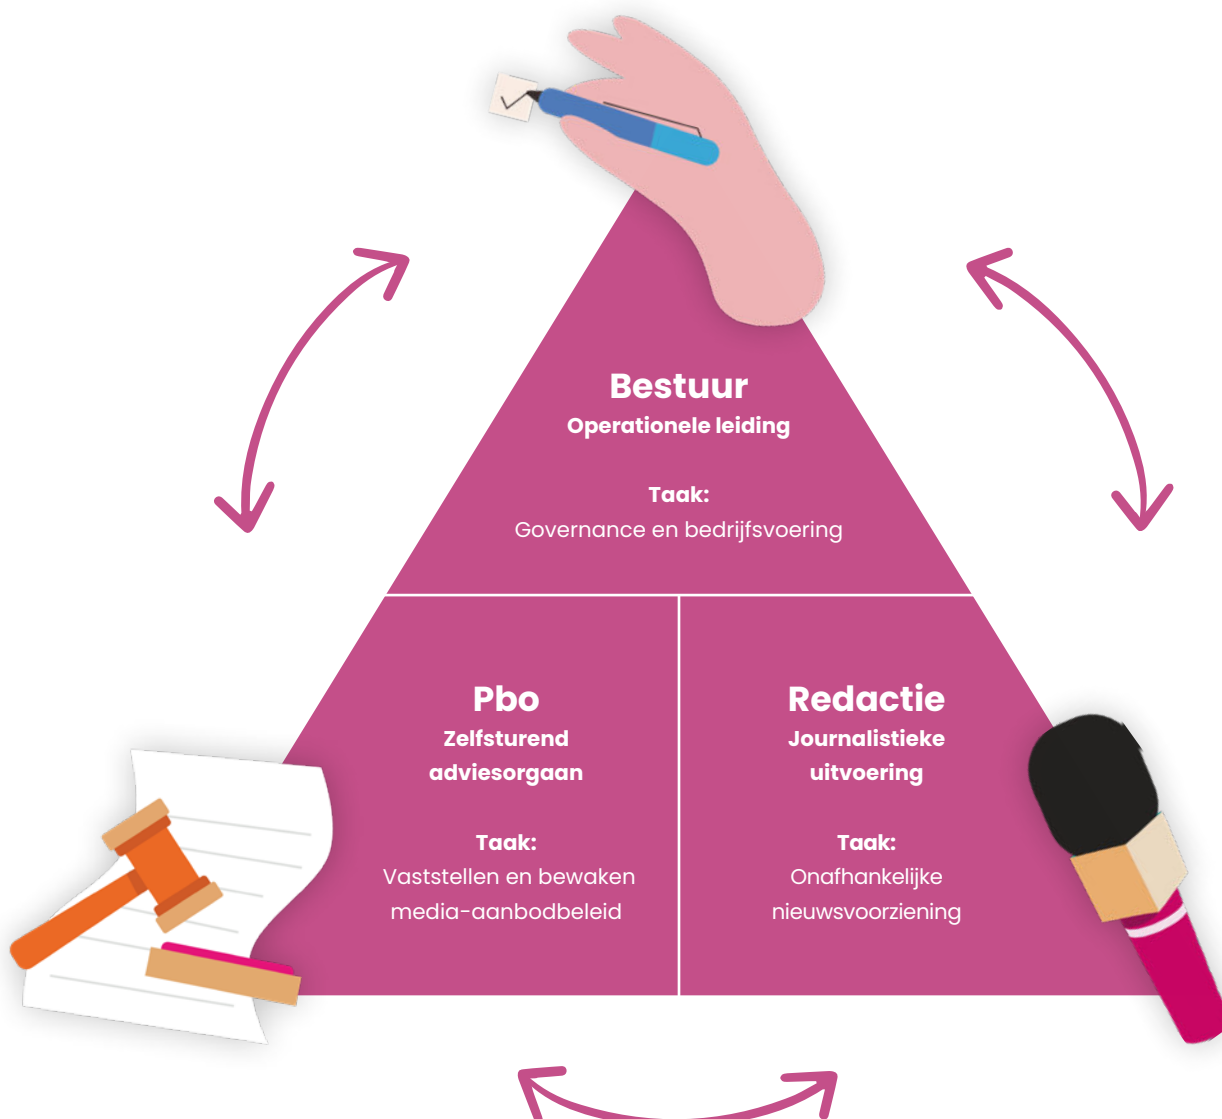 Bestuur
Operationele leiding
Taak:
Governance en bedrijfsvoering
Pbo
Zelfsturend
adviesorgaan
Taak:
Vaststellen en bewaken
media-aanbodbeleid
Redactie
Journalistieke
uitvoering
Taak:
Onafhankelijke
nieuwsvoorziening